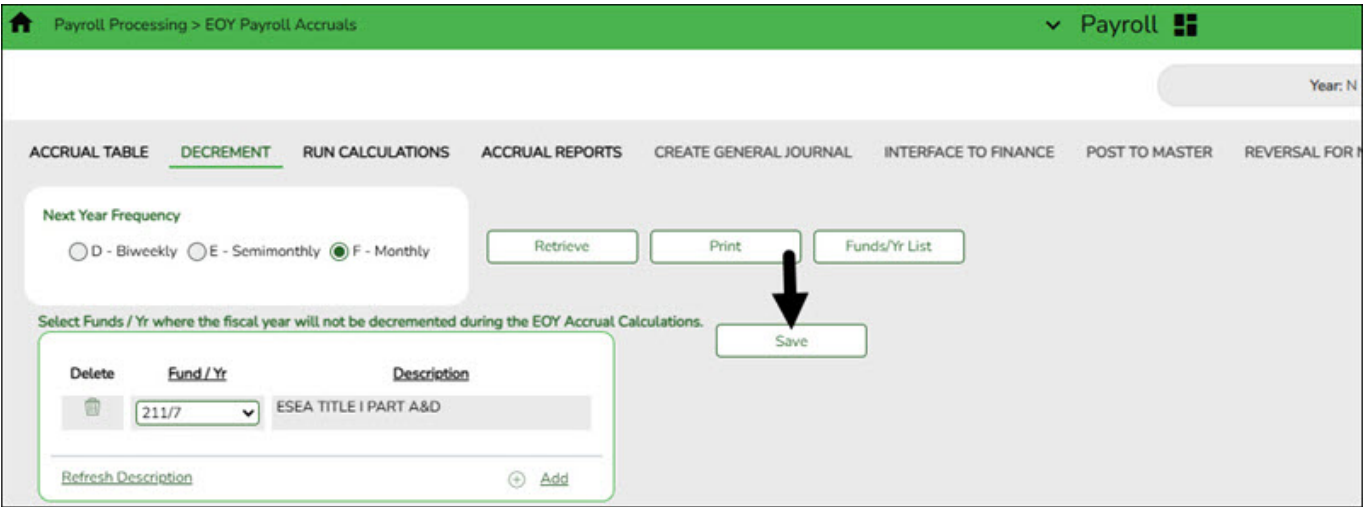 Payroll Processing > EOY Payroll Accruals
Payroll
Year: N
ACCRUAL TABLE DECREMENT RUN CALCULATIONS ACCRUAL REPORTS CREATE GENERAL JOURNAL INTERFACE TO FINANCE POST TO MASTER REVERSAL FOR
Next Year Frequency
D - Biweekly E - Semimonthly F - Monthly
Retrieve Print Funds/Yr List
Select Funds / Yr where the fiscal year will not be decremented during the EOY Accrual Calculations.
Save
Delete Fund / Yr Description
211/7 ESEA TITLE I PART A&D
Refresh Description Add